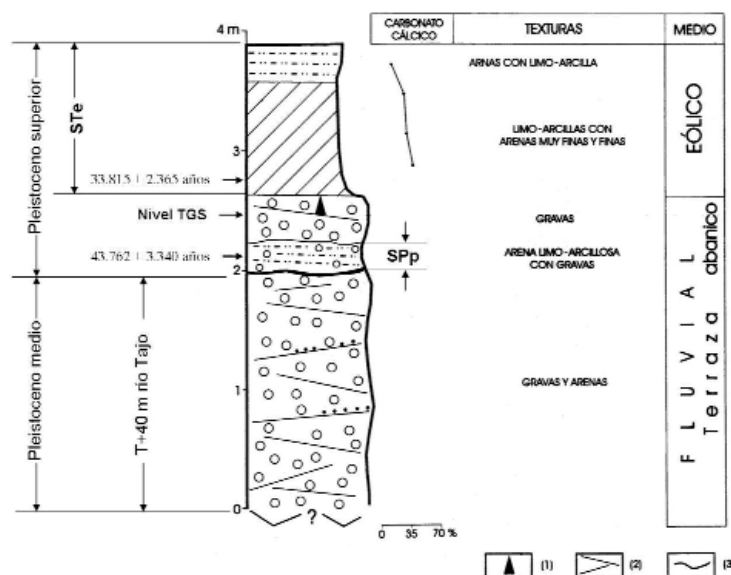 4 m
CARBONATO CÁLCICO
TEXTURAS
MEDIO
Pleistoceno superior
STe
ARNAS CON LIMO-ARCILLA
EÓLICO
3
LIMO-ARCILLAS CON
ARENAS MUY FINAS Y FINAS
33.815 ± 2.365 años
Nivel TGS
GRAVAS
43.762 ± 3.340 años
SPp
ARENA LIMO-ARCILLOSA
CON GRAVAS
2
abanico
Pleistoceno medio
T+40 m río Tajo
FLUVIAL
Terraza
1
GRAVAS Y ARENAS
0
?
0 35 70 %
(1) (2) (3